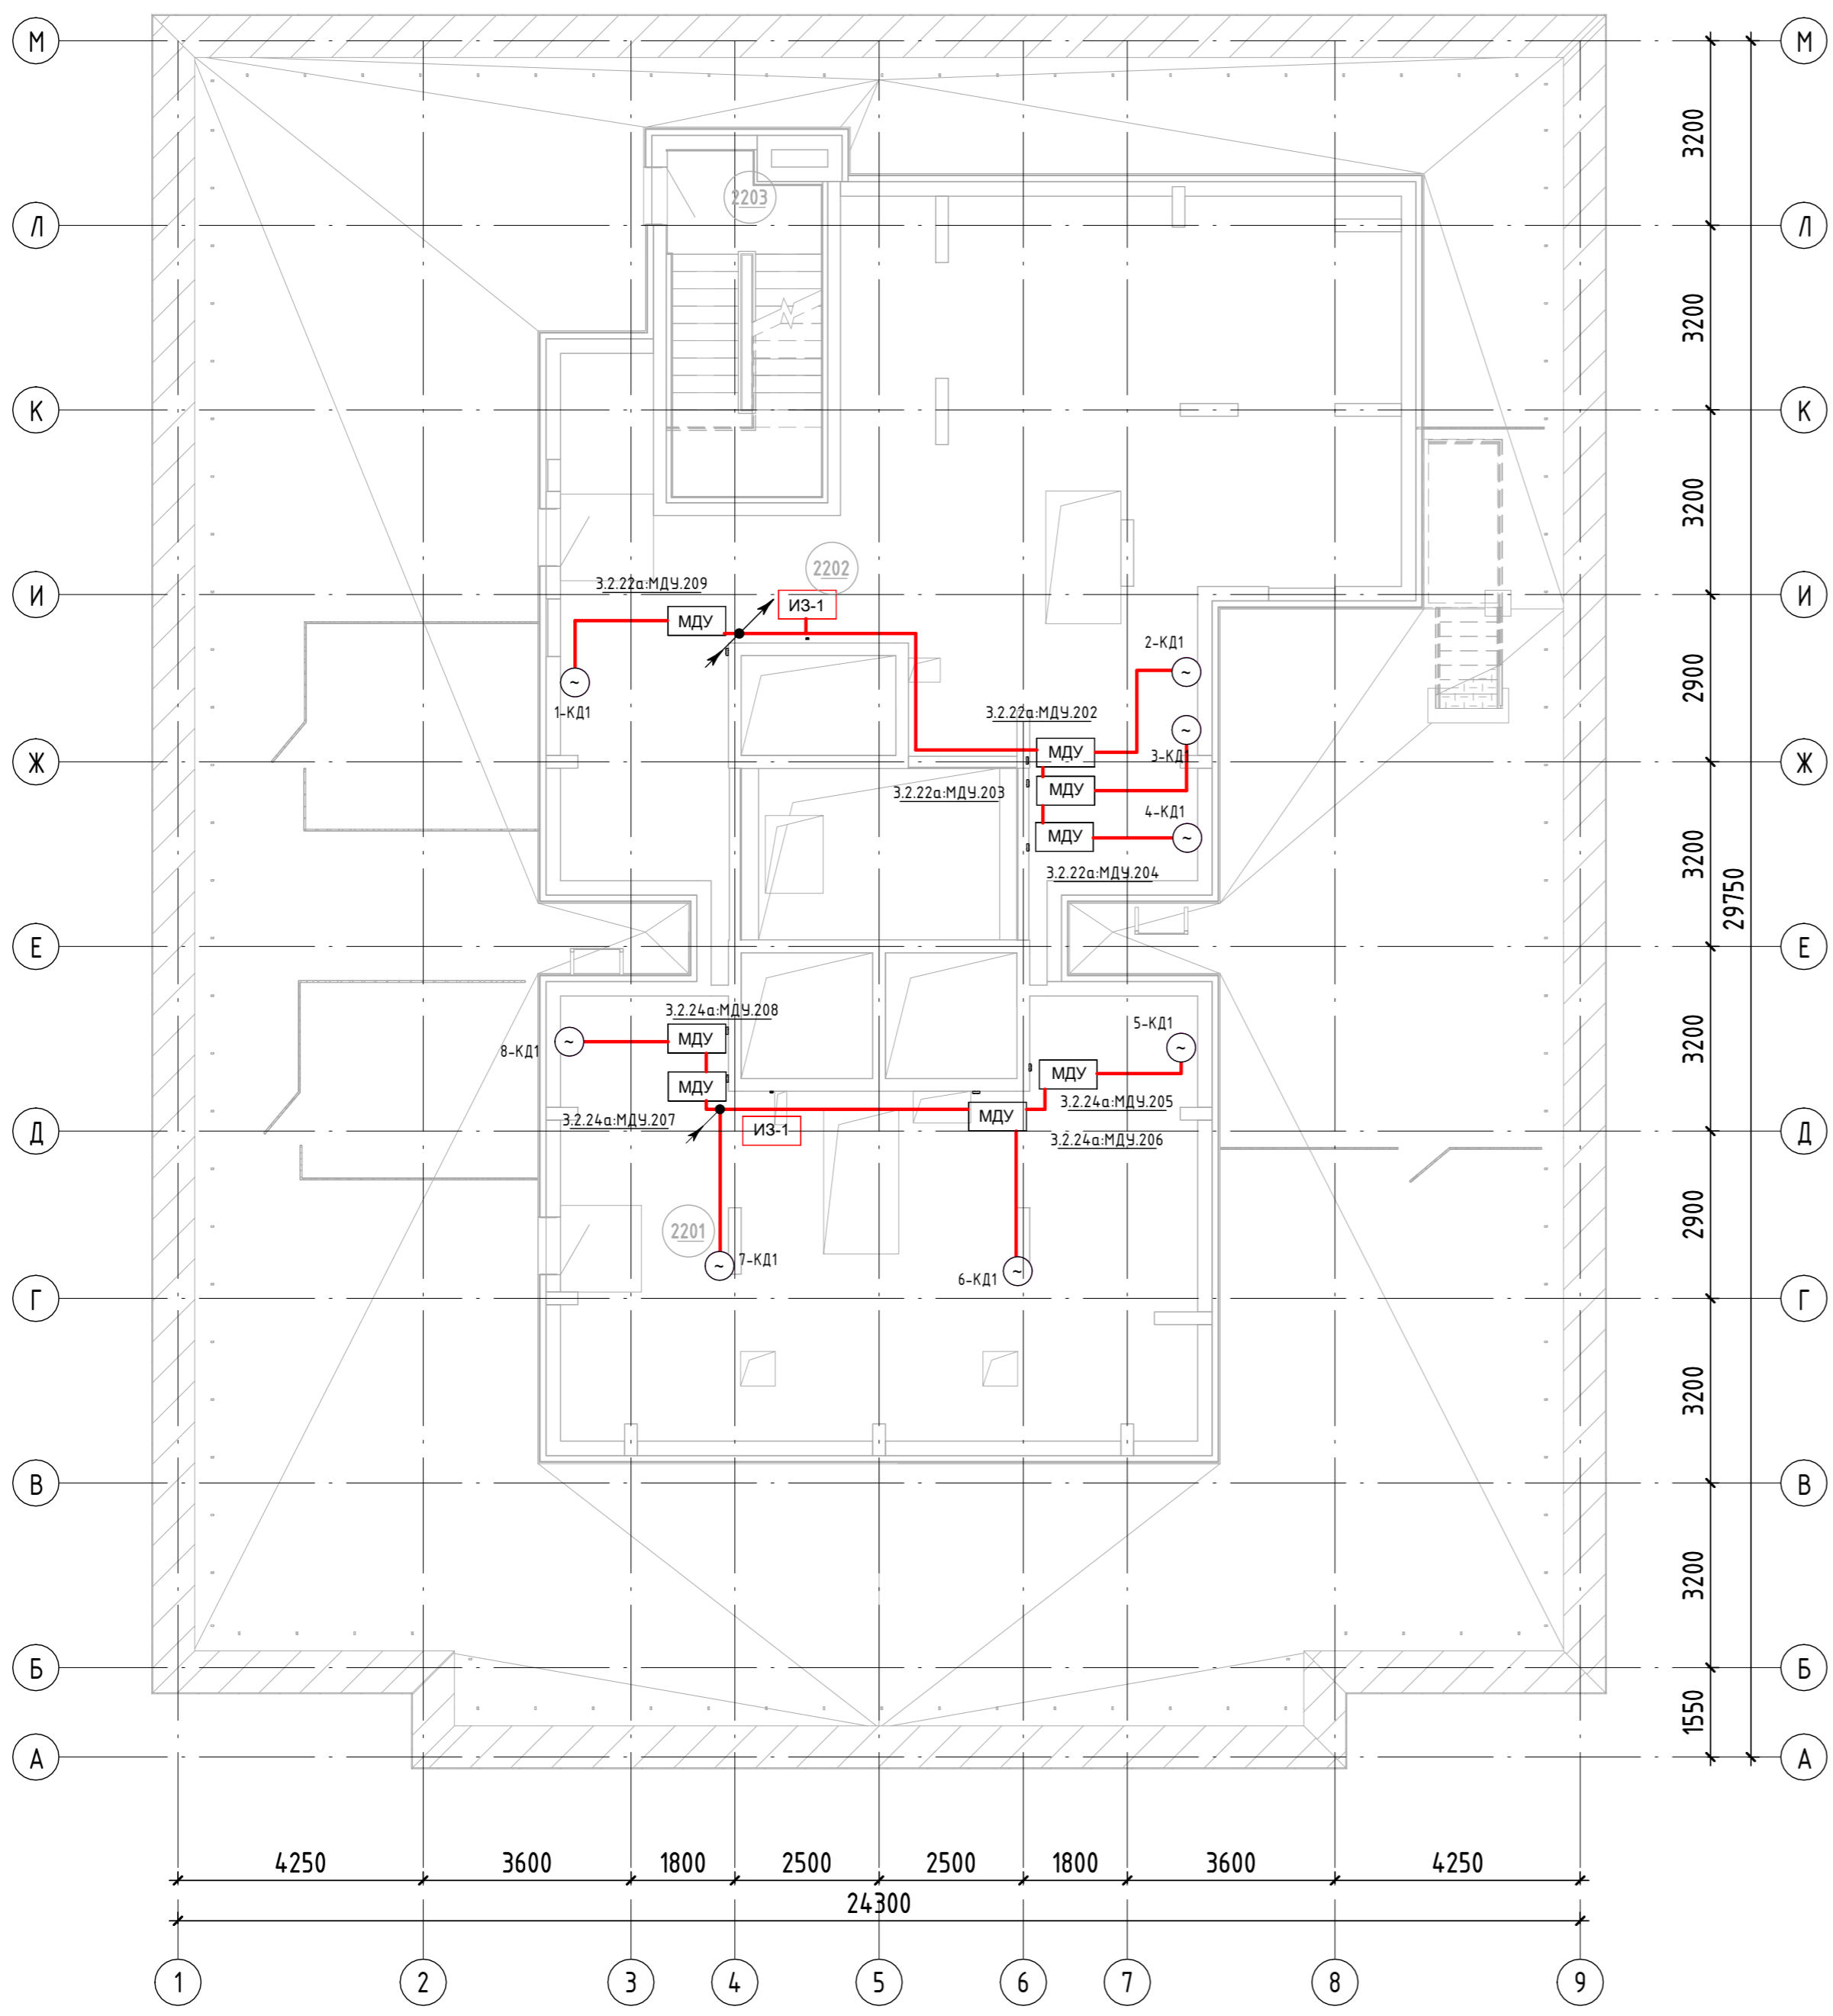 М
М
3200
2203
Л
Л
3200
К
К
3200
2202
И
И
3.2.22а:МДУ.209
ИЗ-1
МДУ
2-КД1
~
2900
~
1-КД1
3.2.22а:МДУ.202
~
МДУ
3-КД1
Ж
Ж
3.2.22а:МДУ.203
МДУ
4-КД1
МДУ
~
3200
3.2.22а:МДУ.204
29750
Е
Е
3.2.24а:МДУ.208
5-КД1
8-КД1
~
МДУ
~
3200
МДУ
МДУ
3.2.24а:МДУ.205
3.2.24а:МДУ.207
ИЗ-1
МДУ
3.2.24а:МДУ.206
Д
Д
2900
2201
~
7-КД1
6-КД1
~
Г
Г
3200
В
В
3200
Б
Б
1550
А
А
4250 3600 1800 2500 2500 1800 3600 4250
24300
1 2 3 4 5 6 7 8 9